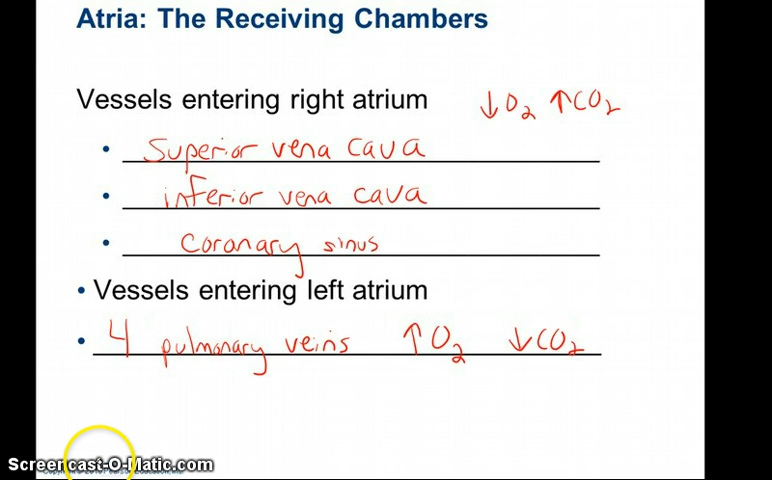 Atria: The Receiving Chambers
Vessels entering right atrium ↓O2 ↑CO2
• Superior vena cava
• inferior vena cava
• Coronary sinus
• Vessels entering left atrium
• 4 pulmonary veins ↑O2 ↓CO2
Screencast-O-Matic.com